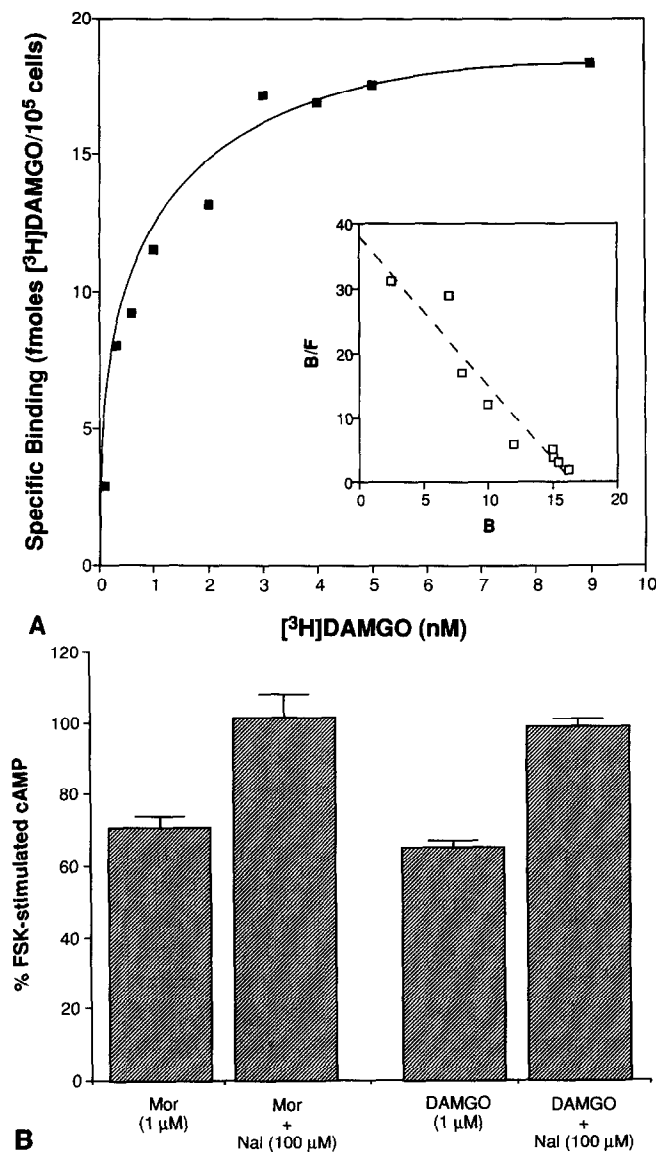 20
15
10
5
0
Specific Binding (fmoles [³H]DAMGO/10⁵ cells)
40
30
20
10
0
B/F
0 5 10 15 20
B
0 1 2 3 4 5 6 7 8 9 10
A
[³H]DAMGO (nM)
120
100
80
60
40
20
0
% FSK-stimulated cAMP
Mor
(1 µM)
Mor
+
Nal (100 µM)
DAMGO
(1 µM)
DAMGO
+
Nal (100 µM)
B